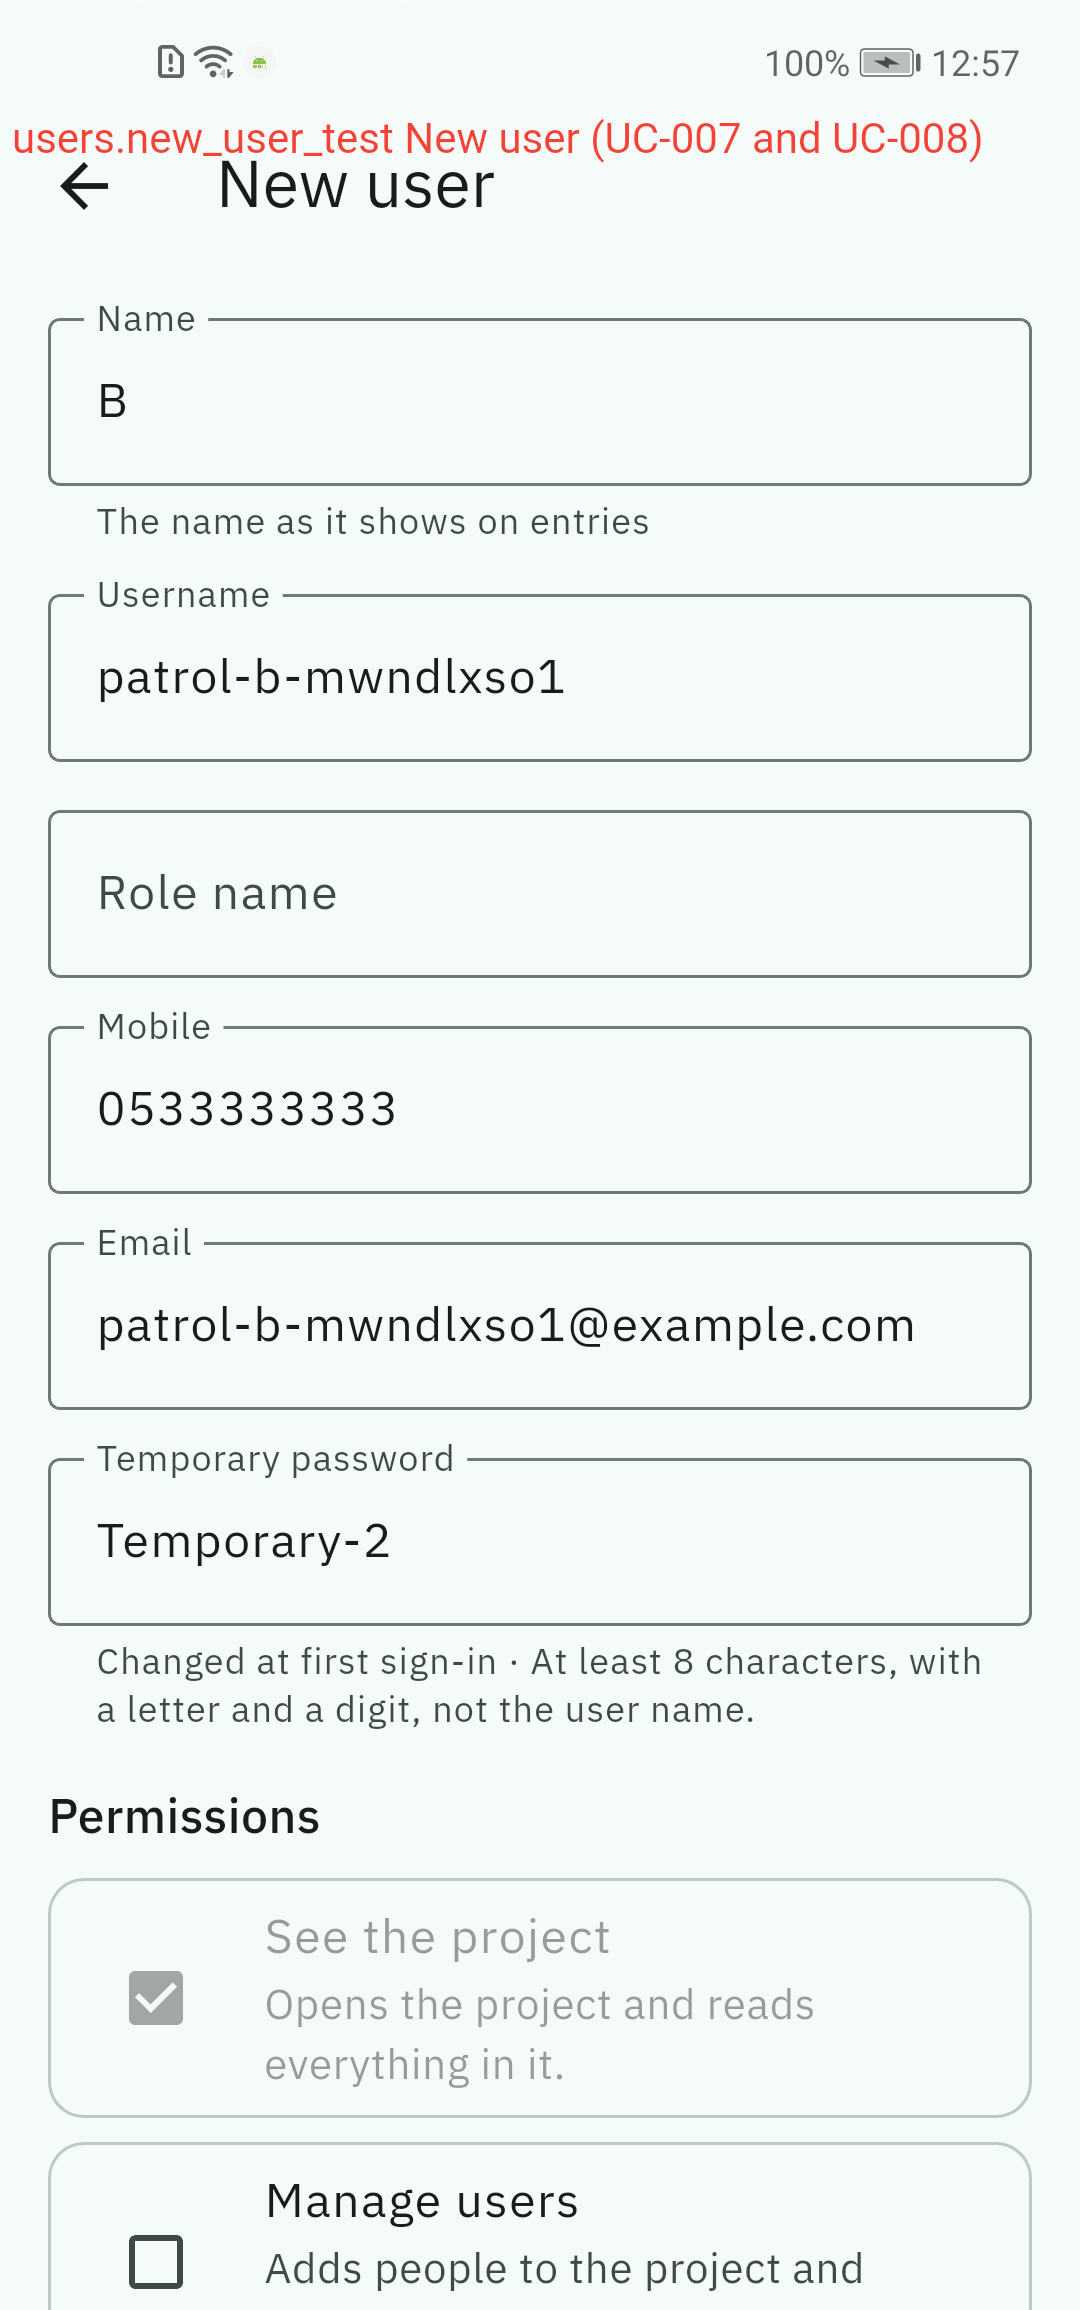 100% 12:57
users.new_user_test New user (UC-007 and UC-008)
New user
Name
B
The name as it shows on entries
Username
patrol-b-mwndlxso1
Role name
Mobile
0533333333
Email
patrol-b-mwndlxso1@example.com
Temporary password
Temporary-2
Changed at first sign-in · At least 8 characters, with
a letter and a digit, not the user name.
Permissions
See the project
Opens the project and reads
everything in it.
Manage users
Adds people to the project and